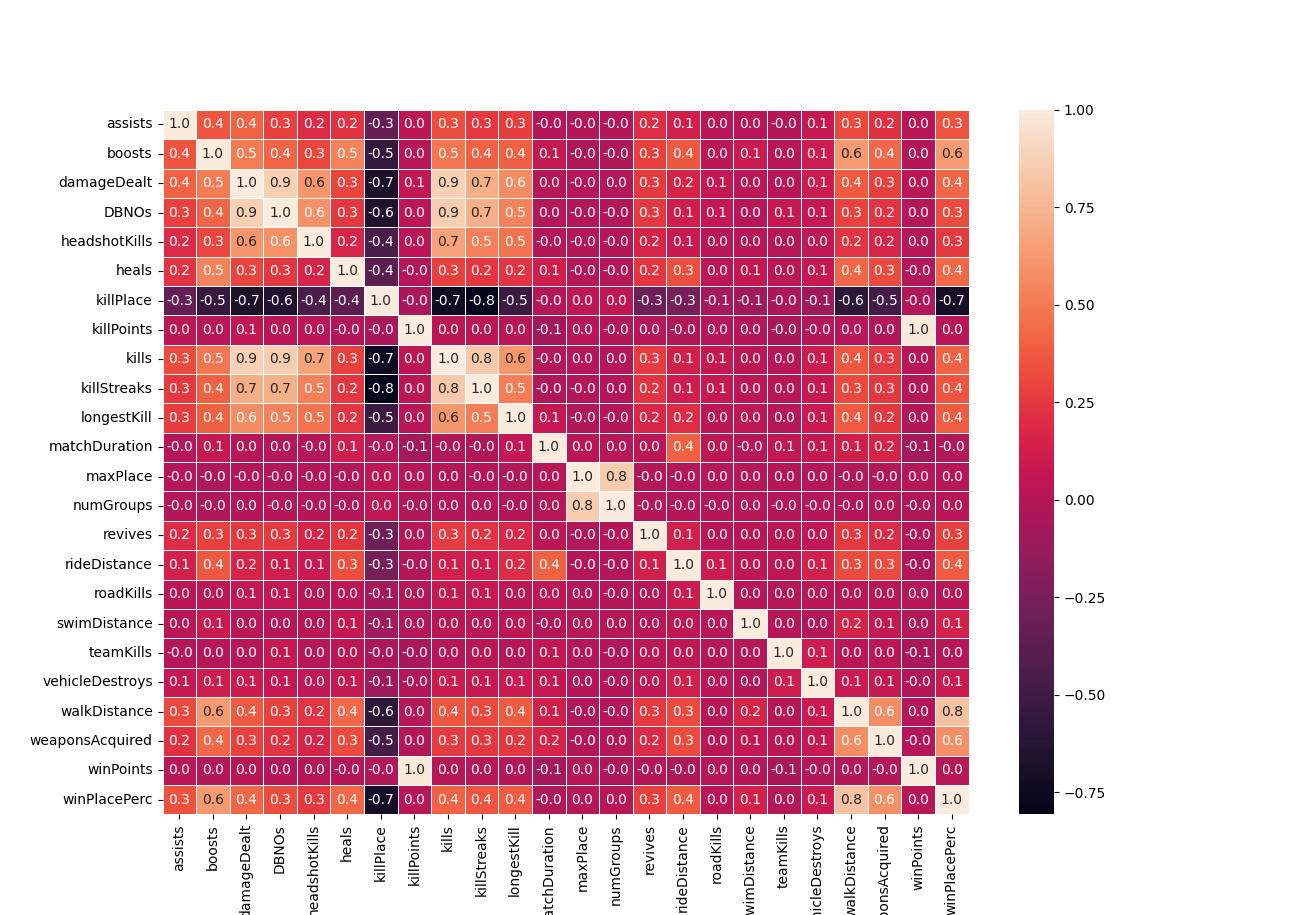 assists 1.0 0.4 0.4 0.3 0.2 0.2 -0.3 0.0 0.3 0.3 0.3 -0.0 -0.0 -0.0 0.2 0.1 0.0 0.0 -0.0 0.1 0.3 0.2 0.0 0.3 1.00
boosts 0.4 1.0 0.5 0.4 0.3 0.5 -0.5 0.0 0.5 0.4 0.4 0.1 -0.0 -0.0 0.3 0.4 0.0 0.1 0.0 0.1 0.6 0.4 0.0 0.6
damageDealt 0.4 0.5 1.0 0.9 0.6 0.3 -0.7 0.1 0.9 0.7 0.6 0.0 -0.0 0.0 0.3 0.2 0.1 0.0 0.0 0.1 0.4 0.3 0.0 0.4
DBNOs 0.3 0.4 0.9 1.0 0.6 0.3 -0.6 0.0 0.9 0.7 0.5 0.0 -0.0 -0.0 0.3 0.1 0.1 0.0 0.1 0.1 0.3 0.2 0.0 0.3 0.75
headshotKills 0.2 0.3 0.6 0.6 1.0 0.2 -0.4 0.0 0.7 0.5 0.5 -0.0 -0.0 -0.0 0.2 0.1 0.0 0.0 0.0 0.0 0.2 0.2 0.0 0.3
heals 0.2 0.5 0.3 0.3 0.2 1.0 -0.4 -0.0 0.3 0.2 0.2 0.1 -0.0 -0.0 0.2 0.3 0.0 0.1 0.0 0.1 0.4 0.3 -0.0 0.4
killPlace -0.3 -0.5 -0.7 -0.6 -0.4 -0.4 1.0 -0.0 -0.7 -0.8 -0.5 -0.0 0.0 0.0 -0.3 -0.3 -0.1 -0.1 -0.0 -0.1 -0.6 -0.5 -0.0 -0.7 0.50
killPoints 0.0 0.0 0.1 0.0 0.0 -0.0 -0.0 1.0 0.0 0.0 0.0 -0.1 0.0 0.0 0.0 -0.0 0.0 0.0 -0.0 -0.0 0.0 0.0 1.0 0.0
kills 0.3 0.5 0.9 0.9 0.7 0.3 -0.7 0.0 1.0 0.8 0.6 -0.0 0.0 0.0 0.3 0.1 0.1 0.0 0.0 0.1 0.4 0.3 0.0 0.4
killStreaks 0.3 0.4 0.7 0.7 0.5 0.2 -0.8 0.0 0.8 1.0 0.5 -0.0 -0.0 -0.0 0.2 0.1 0.1 0.0 0.0 0.1 0.3 0.3 0.0 0.4 0.25
longestKill 0.3 0.4 0.6 0.5 0.5 0.2 -0.5 0.0 0.6 0.5 1.0 0.1 -0.0 -0.0 0.2 0.2 0.0 0.0 0.0 0.1 0.4 0.2 0.0 0.4
matchDuration -0.0 0.1 0.0 0.0 -0.0 0.1 -0.0 -0.1 -0.0 -0.0 0.1 1.0 0.0 0.0 0.0 0.4 0.0 -0.0 0.1 0.1 0.1 0.2 -0.1 -0.0
maxPlace -0.0 -0.0 -0.0 -0.0 -0.0 -0.0 0.0 0.0 0.0 -0.0 -0.0 0.0 1.0 0.8 -0.0 -0.0 0.0 0.0 0.0 0.0 -0.0 -0.0 0.0 0.0
numGroups -0.0 -0.0 0.0 -0.0 -0.0 -0.0 0.0 0.0 0.0 -0.0 -0.0 0.0 0.8 1.0 -0.0 -0.0 0.0 0.0 -0.0 -0.0 -0.0 0.0 0.0 0.0 0.00
revives 0.2 0.3 0.3 0.3 0.2 0.2 -0.3 0.0 0.3 0.2 0.2 0.0 -0.0 -0.0 1.0 0.1 0.0 0.0 0.0 0.0 0.3 0.2 -0.0 0.3
rideDistance 0.1 0.4 0.2 0.1 0.1 0.3 -0.3 -0.0 0.1 0.1 0.2 0.4 -0.0 -0.0 0.1 1.0 0.1 0.0 0.0 0.1 0.3 0.3 -0.0 0.4
roadKills 0.0 0.0 0.1 0.1 0.0 0.0 -0.1 0.0 0.1 0.1 0.0 0.0 0.0 0.0 0.0 0.1 1.0 0.0 0.0 0.0 0.0 0.0 0.0 0.0 −0.25
swimDistance 0.0 0.1 0.0 0.0 0.0 0.1 -0.1 0.0 0.0 0.0 0.0 -0.0 0.0 0.0 0.0 0.0 0.0 1.0 0.0 0.0 0.2 0.1 0.0 0.1
teamKills -0.0 0.0 0.0 0.1 0.0 0.0 -0.0 -0.0 0.0 0.0 0.0 0.1 0.0 -0.0 0.0 0.0 0.0 0.0 1.0 0.1 0.0 0.0 -0.1 0.0
vehicleDestroys 0.1 0.1 0.1 0.1 0.0 0.1 -0.1 -0.0 0.1 0.1 0.1 0.1 0.0 -0.0 0.0 0.1 0.0 0.0 0.1 1.0 0.1 0.1 -0.0 0.1 −0.50
walkDistance 0.3 0.6 0.4 0.3 0.2 0.4 -0.6 0.0 0.4 0.3 0.4 0.1 -0.0 -0.0 0.3 0.3 0.0 0.2 0.0 0.1 1.0 0.6 0.0 0.8
weaponsAcquired 0.2 0.4 0.3 0.2 0.2 0.3 -0.5 0.0 0.3 0.3 0.2 0.2 -0.0 0.0 0.2 0.3 0.0 0.1 0.0 0.1 0.6 1.0 -0.0 0.6
winPoints 0.0 0.0 0.0 0.0 0.0 -0.0 -0.0 1.0 0.0 0.0 0.0 -0.1 0.0 0.0 -0.0 -0.0 0.0 0.0 -0.1 -0.0 0.0 -0.0 1.0 0.0
winPlacePerc 0.3 0.6 0.4 0.3 0.3 0.4 -0.7 0.0 0.4 0.4 0.4 -0.0 0.0 0.0 0.3 0.4 0.0 0.1 0.0 0.1 0.8 0.6 0.0 1.0 −0.75
assists boosts damageDealt DBNOs headshotKills heals killPlace killPoints kills killStreaks longestKill atchDuration maxPlace numGroups revives rideDistance roadKills wimDistance teamKills hicleDestroys walkDistance ponsAcquired winPoints winPlacePerc